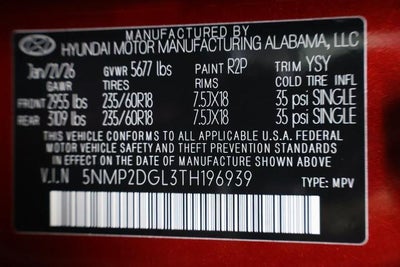 BY HYUNDAI MOTOR MANUFACTURING ALABAMA, LLC
Jan/21/26 GVWR 5677 lbs PAINT R2P TRIM YSY
GAWR TIRES RIMS COLD TIRE INFL
FRONT 2955 lbs 235/60R18 7.5JX18 35 psi SINGLE
REAR 3109 lbs 235/60R18 7.5JX18 35 psi SINGLE
THIS VEHICLE CONFORMS TO ALL APPLICABLE U.S.A. FEDERAL
MOTOR VEHICLE SAFETY AND THEFT PREVENTION STANDARDS
IN EFFECT ON THE DATE OF MANUFACTURE SHOWN ABOVE
V.I.N 5NMP2DGL3TH196939 TYPE: MPV